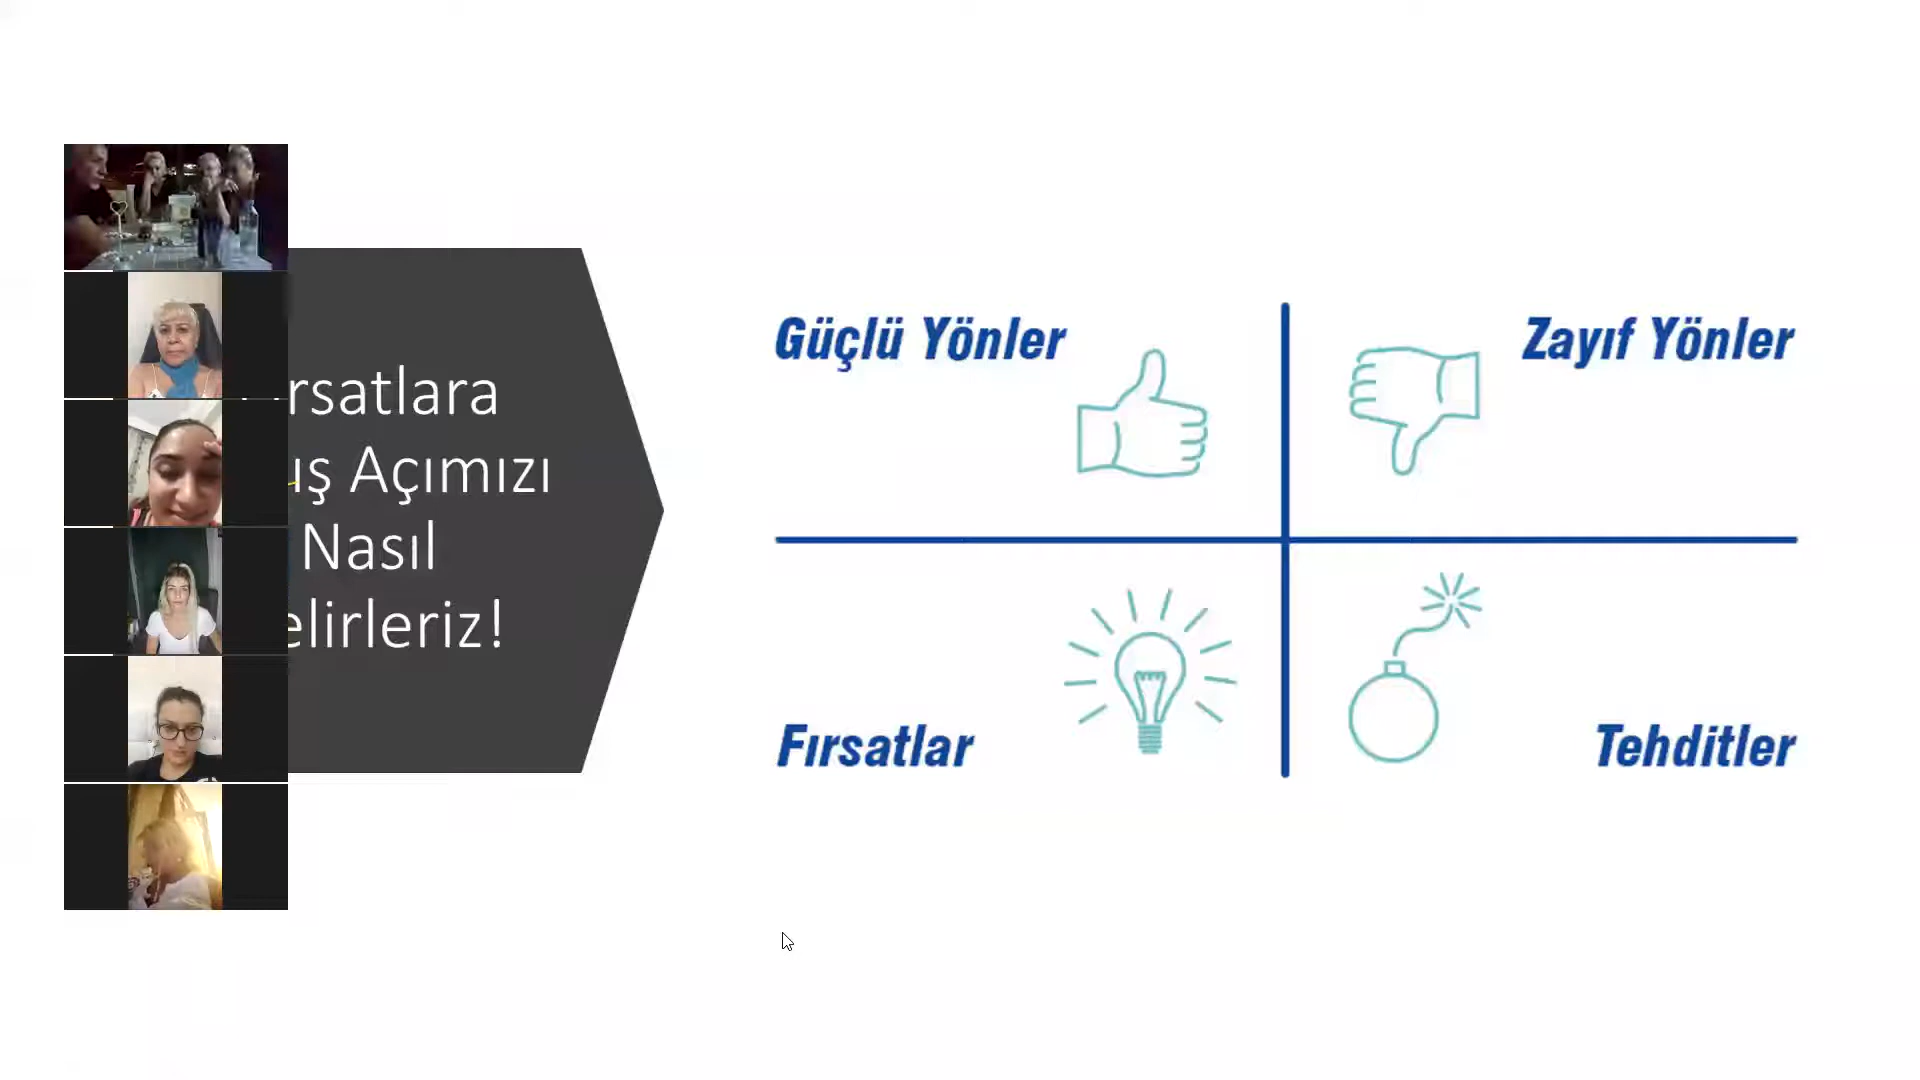 rsatlara
ış Açımızı
Nasıl
elirleriz!
Güçlü Yönler
Zayıf Yönler
Fırsatlar
Tehditler